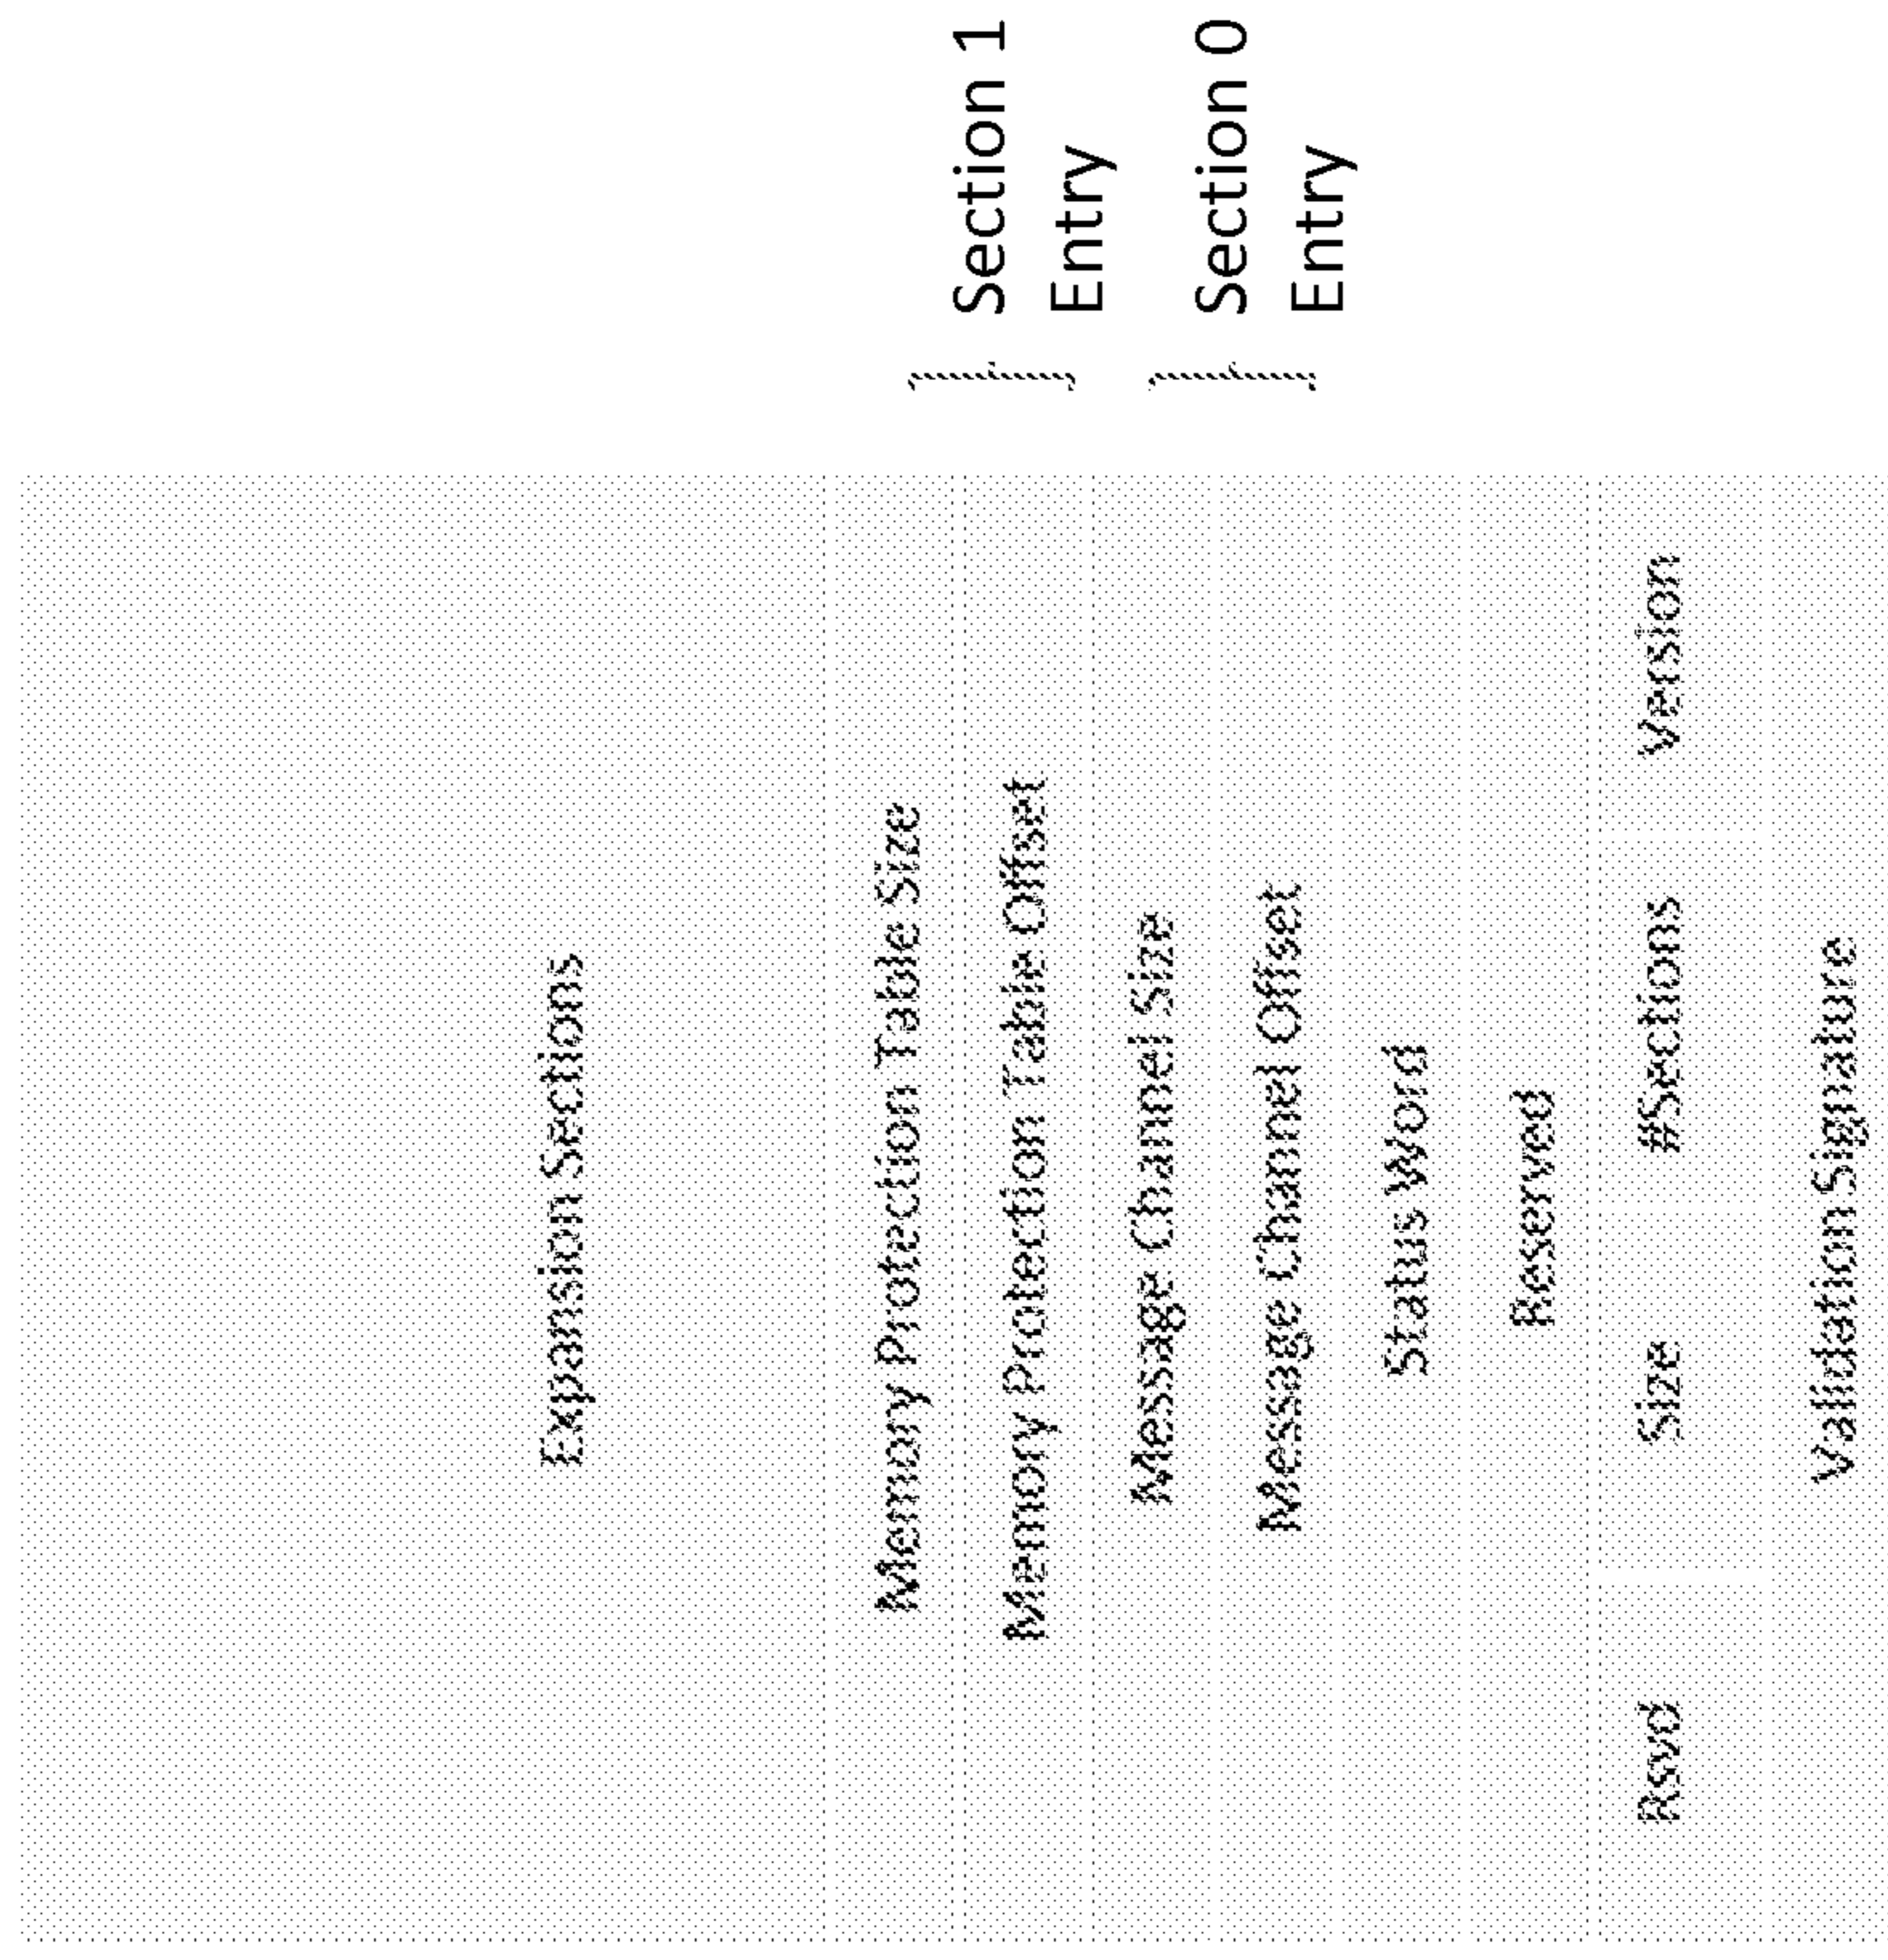 Expansion Sections
Memory Protection Table Size
Memory Protection Table Offset
Section 1
Entry
Message Channel Size
Message Channel Offset
Section 0
Entry
Status Word
Reserved
Rsvd Size #Sections Version
Validation Signature